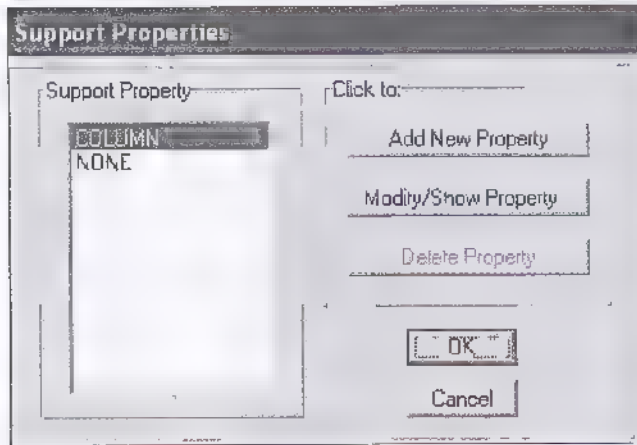 Support Properties
Support Property
COLUMN
NONE
Click to:
Add New Property
Modify/Show Property
Delete Property
OK
Cancel